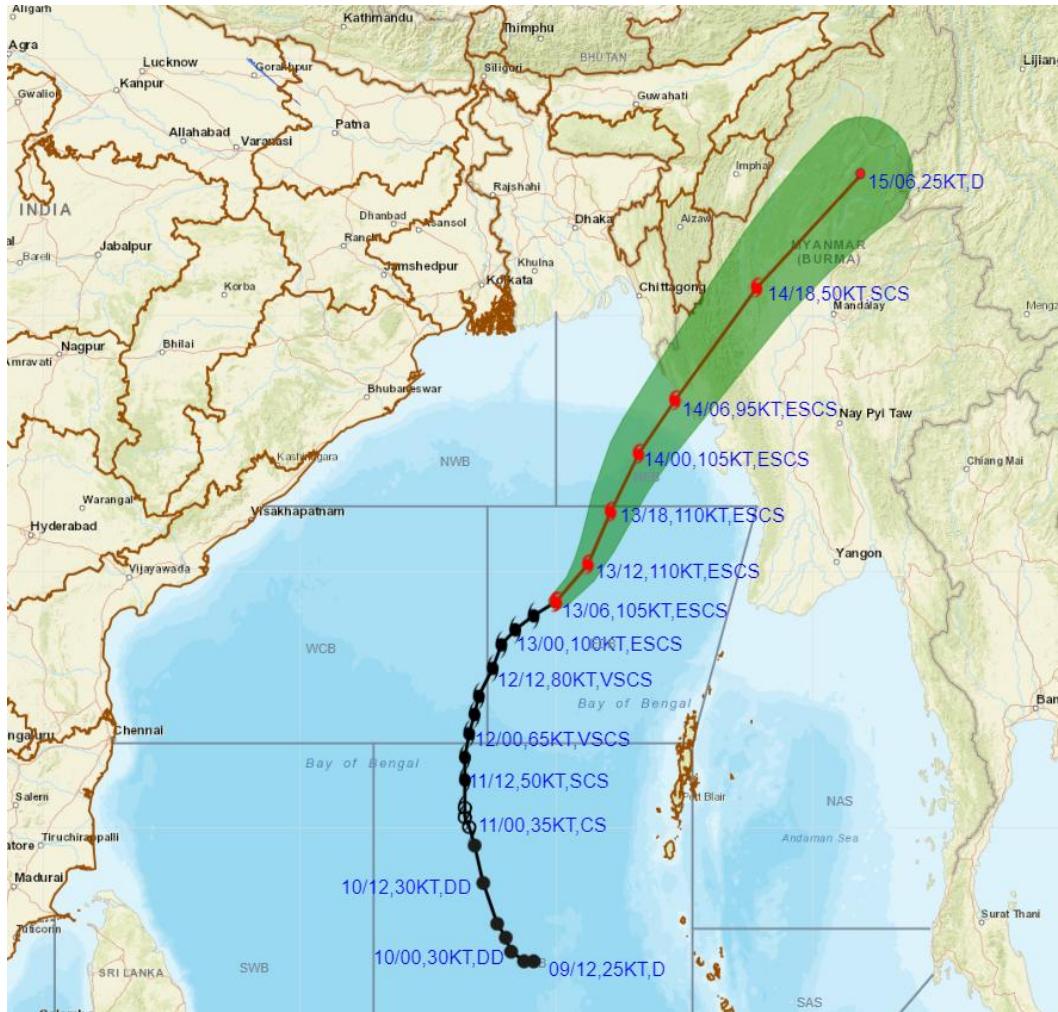 Aligarh
Kathmandu
Thimphu
Lijiang
Agra
Lucknow
Gorakhpur
Siliguri
BHUTAN
Gwalior
Kanpur
Guwahati
Patna
Allahabad
Varanasi
Imphal
15/06,25KT,D
INDIA
Rajshahi
Dhanbad
Asansol
Dhaka
Aizawl
Jabalpur
Ranchi
MYANMAR
(BURMA)
Bareli
Jamshedpur
Khulna
Kolkata
Chittagong
14/18,50KT,SCS
Korba
Mandalay
Nagpur
Bhilai
Amravati
Bhubaneswar
14/06,95KT,ESCS
Nay Pyi Taw
Kashinagara
NWB
14/00,105KT,ESCS
Chiang Mai
Warangal
Visakhapatnam
13/18,110KT,ESCS
Hyderabad
Yangon
Vijayawada
13/12,110KT,ESCS
13/06,105KT,ESCS
WCB
13/00,100KT,ESCS
12/12,80KT,VSCS
Bay of Bengal
Chennai
12/00,65KT,VSCS
Bay of Bengal
11/12,50KT,SCS
Salem
Port Blair
NAS
11/00,35KT,CS
Tiruchirappalli
Andaman Sea
Madurai
10/12,30KT,DD
Surat Thani
Tuticorin
10/00,30KT,DD
09/12,25KT,D
SRI LANKA
SWB
SAS